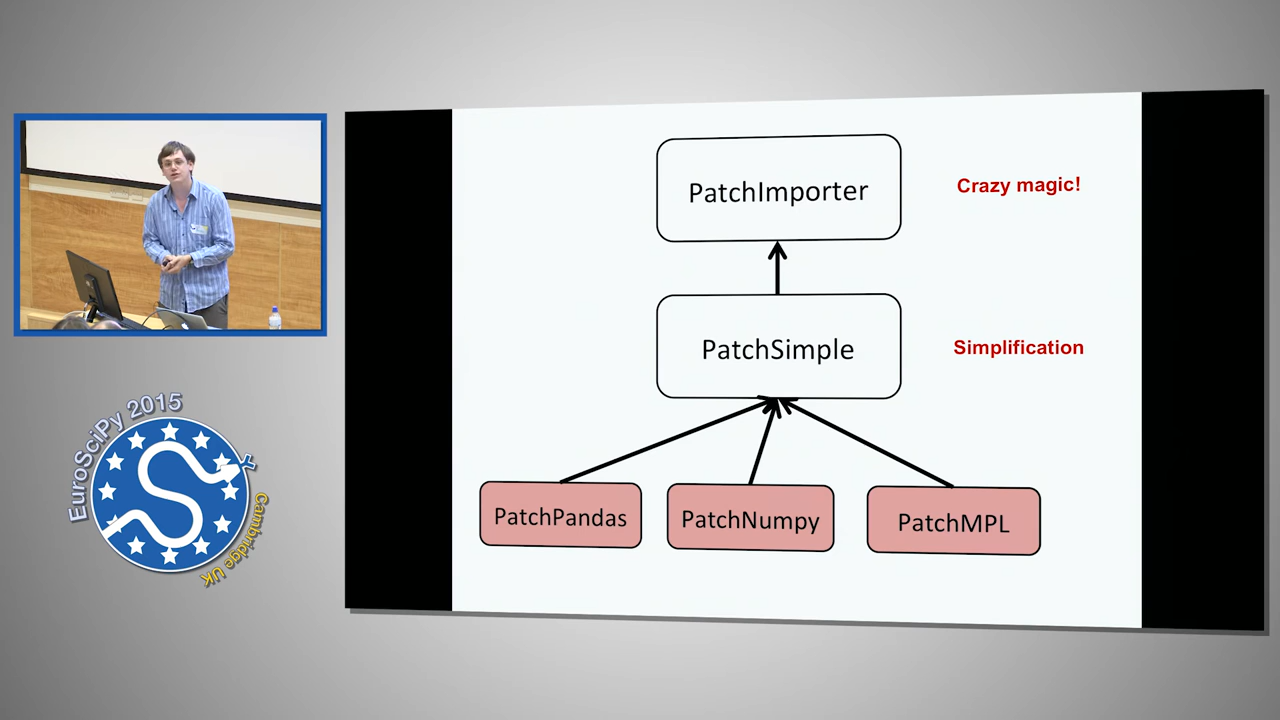 PatchImporter
Crazy magic!
PatchSimple
Simplification
PatchPandas
PatchNumpy
PatchMPL
EuroSciPy 2015
Cambridge UK